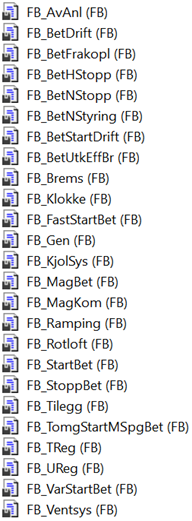 FB_AvAnl (FB)
FB_BetDrift (FB)
FB_BetFrakopl (FB)
FB_BetHStopp (FB)
FB_BetNStopp (FB)
FB_BetNStyring (FB)
FB_BetStartDrift (FB)
FB_BetUtkEffBr (FB)
FB_Brems (FB)
FB_Klokke (FB)
FB_FastStartBet (FB)
FB_Gen (FB)
FB_KjolSys (FB)
FB_MagBet (FB)
FB_MagKom (FB)
FB_Ramping (FB)
FB_Rotloft (FB)
FB_StartBet (FB)
FB_StoppBet (FB)
FB_Tilegg (FB)
FB_TomgStartMSpgBet (FB)
FB_TReg (FB)
FB_UReg (FB)
FB_VarStartBet (FB)
FB_Ventsys (FB)